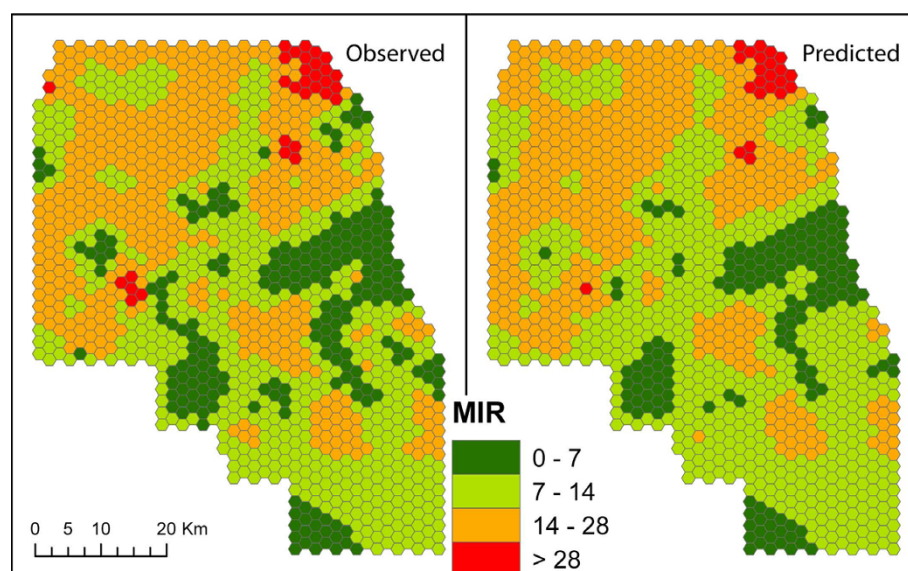 Observed
Predicted
MIR
0 - 7
7 - 14
14 - 28
> 28
0 5 10 20 Km